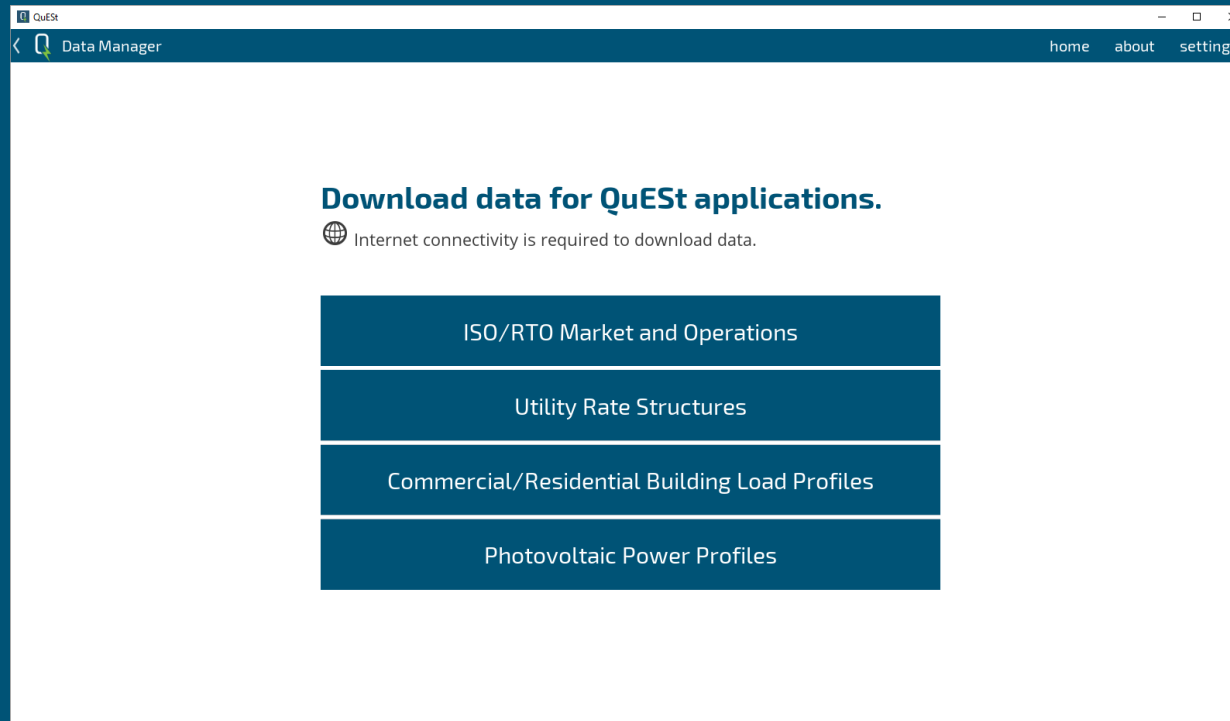 QuESt
Data Manager
home about setting
Download data for QuESt applications.
Internet connectivity is required to download data.
ISO/RTO Market and Operations
Utility Rate Structures
Commercial/Residential Building Load Profiles
Photovoltaic Power Profiles